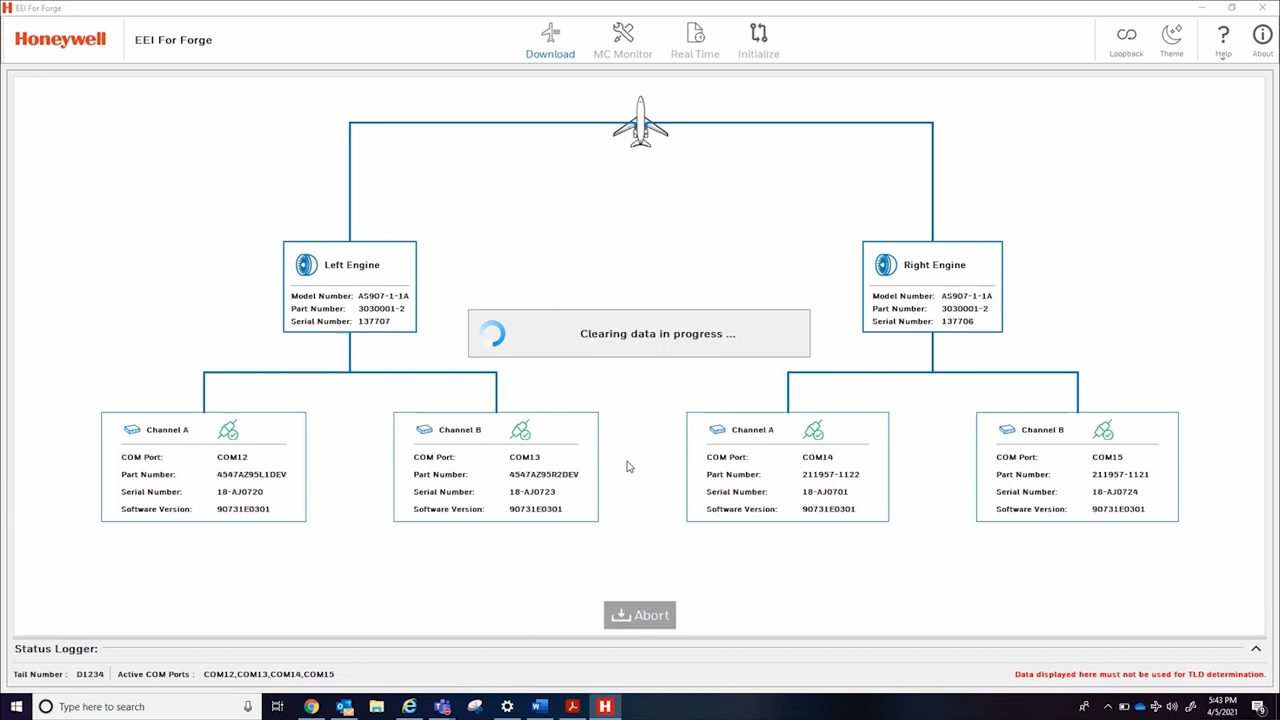 EEI For Forge
Honeywell
EEI For Forge
Download
MC Monitor
Real Time
Initialize
Loopback
Theme
Help
About
Left Engine
Model Number: AS907-1-1A
Part Number: 3030001-2
Serial Number: 137707
Right Engine
Model Number: AS907-1-1A
Part Number: 3030001-2
Serial Number: 137706
Clearing data in progress ...
Channel A
COM Port: COM12
Part Number: 4547AZ95L1DEV
Serial Number: 18-AJ0720
Software Version: 90731E0301
Channel B
COM Port: COM13
Part Number: 4547AZ95R2DEV
Serial Number: 18-AJ0723
Software Version: 90731E0301
Channel A
COM Port: COM14
Part Number: 211957-1122
Serial Number: 18-AJ0701
Software Version: 90731E0301
Channel B
COM Port: COM15
Part Number: 211957-1121
Serial Number: 18-AJ0724
Software Version: 90731E0301
Abort
Status Logger:
Tail Number : D1234 Active COM Ports : COM12,COM13,COM14,COM15
Data displayed here must not be used for TLD determination.
Type here to search
5:43 PM
4/5/2021